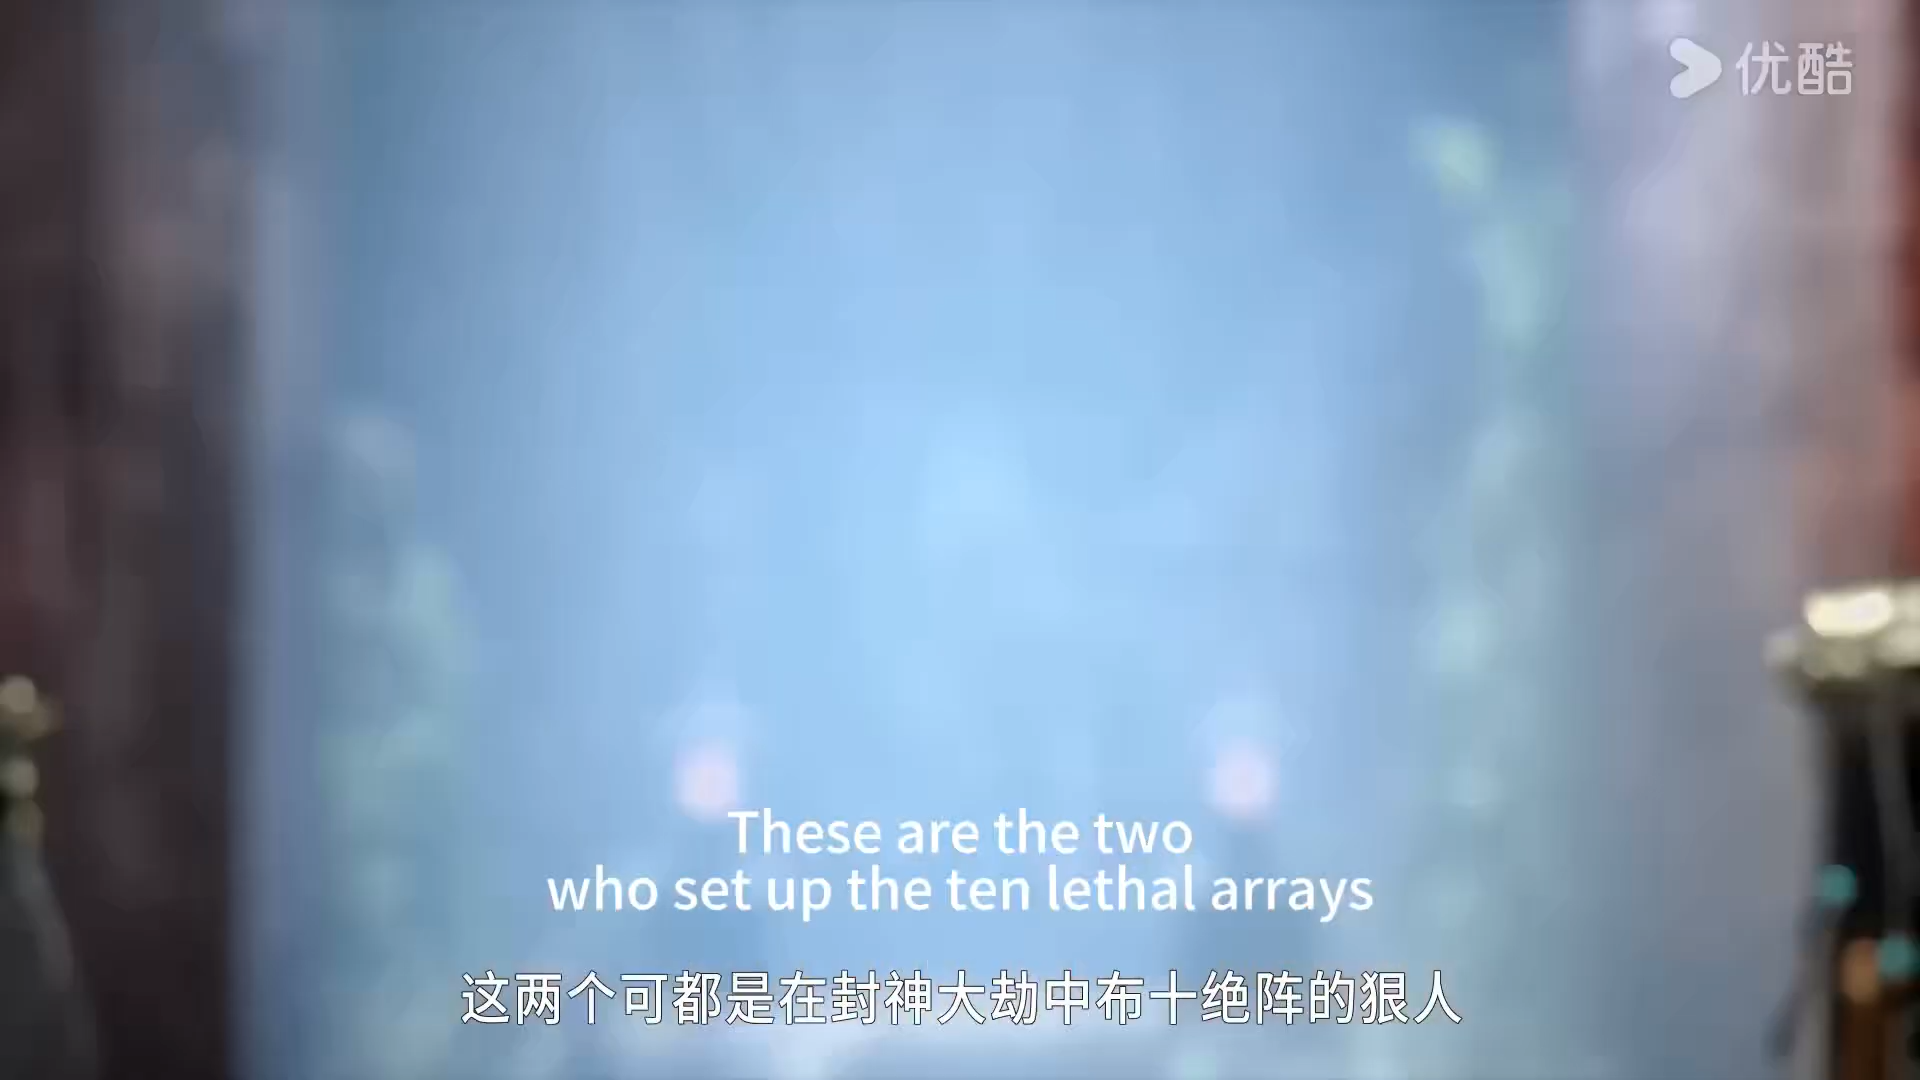 优酷
These are the two
who set up the ten lethal arrays
这两个可都是在封神大劫中布十绝阵的狠人